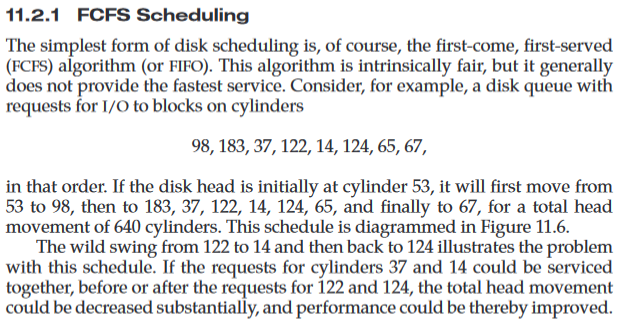 11.2.1 FCFS Scheduling
The simplest form of disk scheduling is, of course, the first-come, first-served
(FCFS) algorithm (or FIFO). This algorithm is intrinsically fair, but it generally
does not provide the fastest service. Consider, for example, a disk queue with
requests for I/O to blocks on cylinders
98, 183, 37, 122, 14, 124, 65, 67,
in that order. If the disk head is initially at cylinder 53, it will first move from
53 to 98, then to 183, 37, 122, 14, 124, 65, and finally to 67, for a total head
movement of 640 cylinders. This schedule is diagrammed in Figure 11.6.
The wild swing from 122 to 14 and then back to 124 illustrates the problem
with this schedule. If the requests for cylinders 37 and 14 could be serviced
together, before or after the requests for 122 and 124, the total head movement
could be decreased substantially, and performance could be thereby improved.